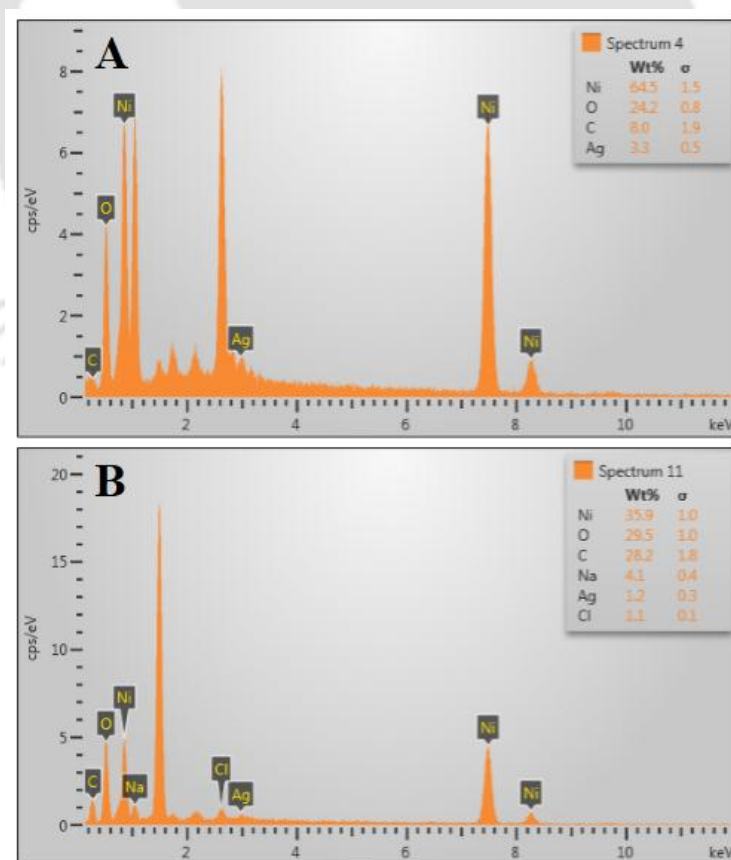 A
Spectrum 4
Wt% σ
Ni 64.5 1.5
O 24.2 0.8
C 8.0 1.9
Ag 3.3 0.5
cps/eV
8
6
4
2
0
C
O
Ni
Ag
Ni
Ni
2 4 6 8 10 keV
B
Spectrum 11
Wt% σ
Ni 35.9 1.0
O 29.5 1.0
C 28.2 1.8
Na 4.1 0.4
Ag 1.2 0.3
Cl 1.1 0.1
cps/eV
20
15
10
5
0
C
O
Ni
Na
Cl
Ag
Ni
Ni
2 4 6 8 10 keV